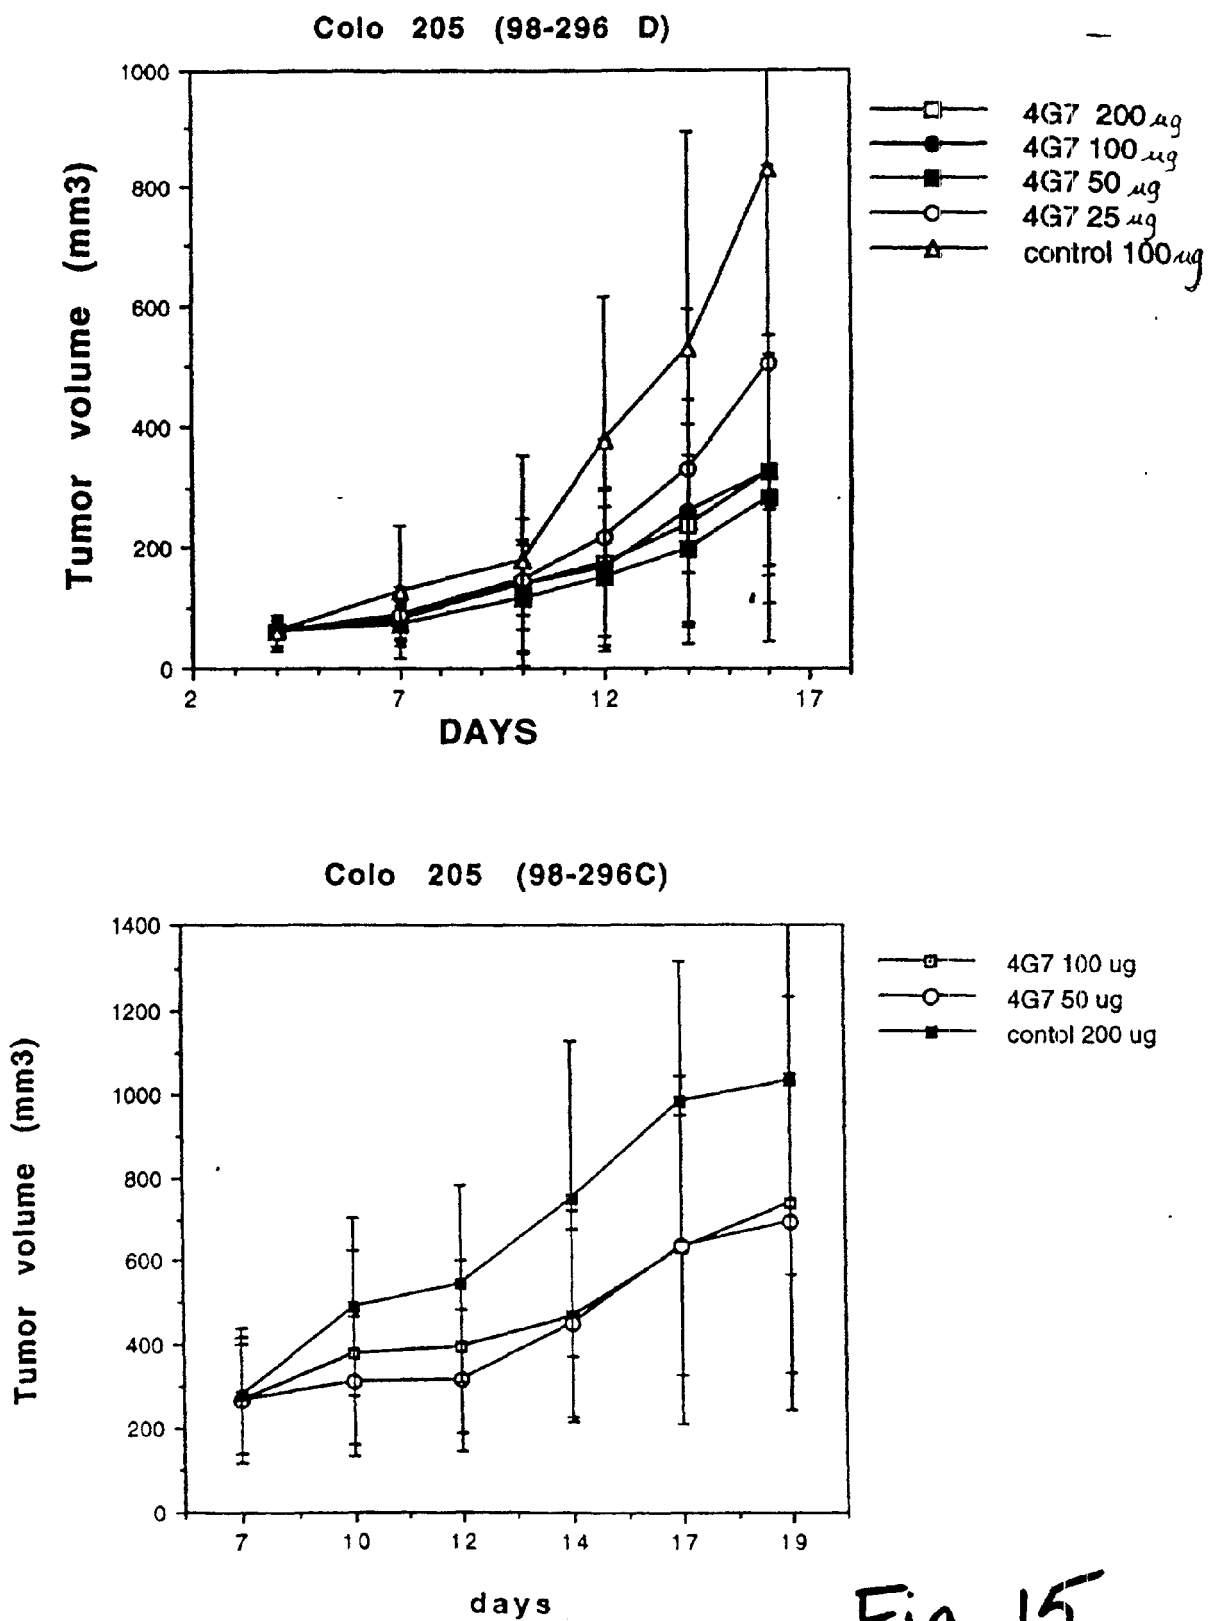 Colo 205 (98-296 D)
1000
800
600
400
200
0
Tumor volume (mm3)
2 7 12 17
DAYS
4G7 200 ug
4G7 100 ug
4G7 50 ug
4G7 25 ug
control 100 ug
Colo 205 (98-296C)
1400
1200
1000
800
600
400
200
0
Tumor volume (mm3)
7 10 12 14 17 19
days
4G7 100 ug
4G7 50 ug
contol 200 ug
Fig. 15